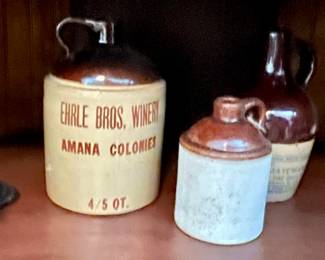 EHRLE BROS. WINERY
AMANA COLONIES
4/5 QT.